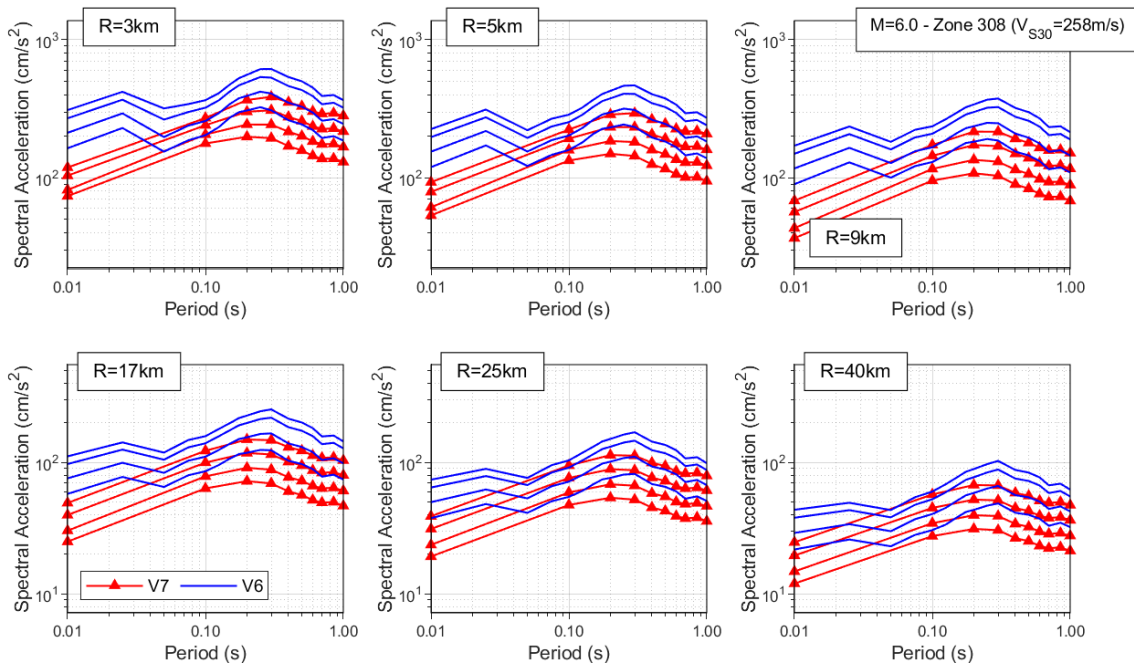 R=3km
R=5km
M=6.0 - Zone 308 (V_S30=258m/s)
Spectral Acceleration (cm/s²)
10³
10²
0.01 0.10 1.00
Period (s)
Spectral Acceleration (cm/s²)
10³
10²
0.01 0.10 1.00
Period (s)
Spectral Acceleration (cm/s²)
10³
10²
R=9km
0.01 0.10 1.00
Period (s)
R=17km
R=25km
R=40km
Spectral Acceleration (cm/s²)
10²
10¹
V7 V6
0.01 0.10 1.00
Period (s)
Spectral Acceleration (cm/s²)
10²
10¹
0.01 0.10 1.00
Period (s)
Spectral Acceleration (cm/s²)
10²
10¹
0.01 0.10 1.00
Period (s)